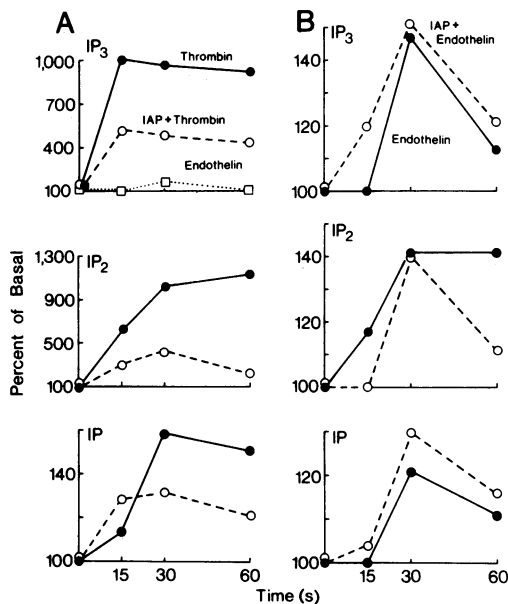 A
B
IP3
Thrombin
1,000
700
IAP+Thrombin
400
Endothelin
100
IP3
IAP+
Endothelin
140
120
Endothelin
100
IP2
1,300
900
500
100
IP2
140
120
100
IP
140
100
IP
120
100
15 30 60
15 30 60
Percent of Basal
Time (s)